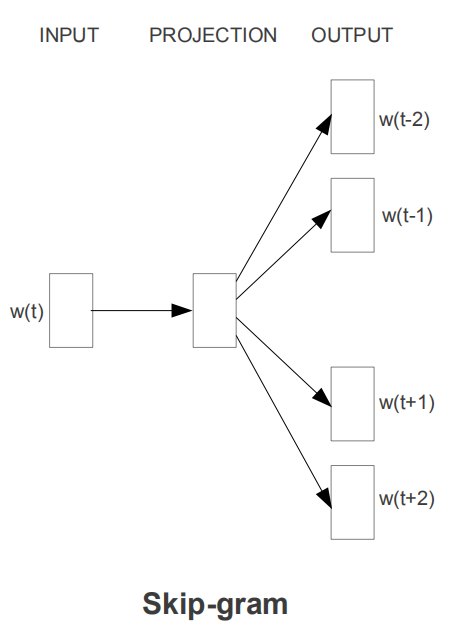 INPUT PROJECTION OUTPUT
w(t-2)
w(t-1)
w(t)
w(t+1)
w(t+2)
Skip-gram